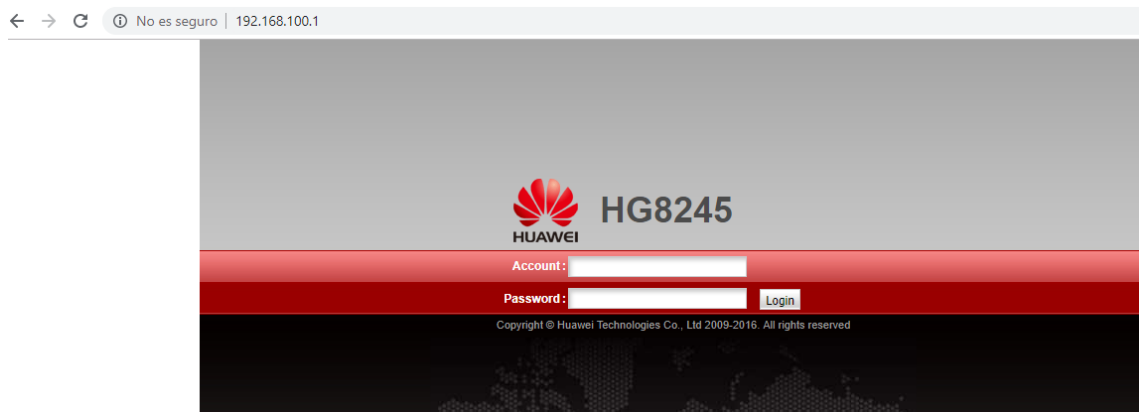 No es seguro | 192.168.100.1
HUAWEI
HG8245
Account :
Password :
Login
Copyright © Huawei Technologies Co., Ltd 2009-2016. All rights reserved